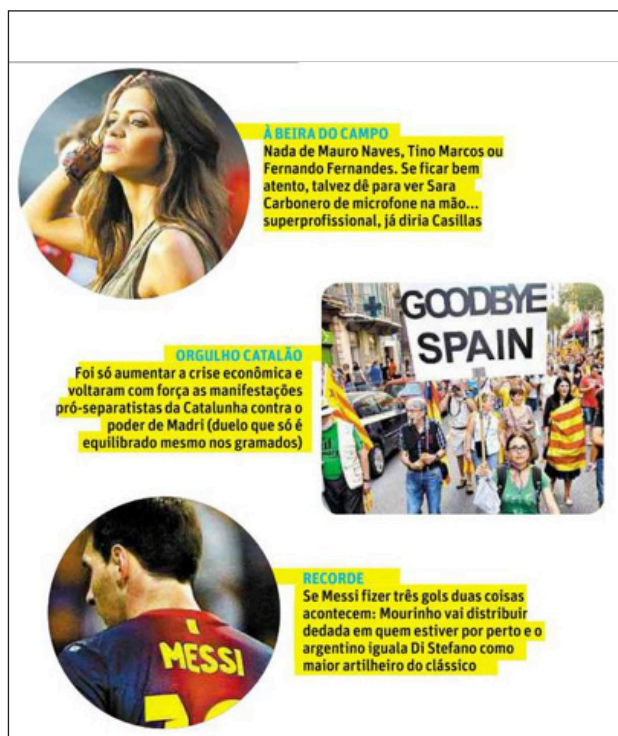 À BEIRA DO CAMPO
Nada de Mauro Naves, Tino Marcos ou
Fernando Fernandes. Se ficar bem
atento, talvez dê para ver Sara
Carbonero de microfone na mão...
superprofissional, já diria Casillas
GOODBYE
SPAIN
ORGULHO CATALÃO
Foi só aumentar a crise econômica e
voltaram com força as manifestações
pró-separatistas da Catalunha contra o
poder de Madri (duelo que só é
equilibrado mesmo nos gramados)
RECORDE
Se Messi fizer três gols duas coisas
acontecem: Mourinho vai distribuir
dedada em quem estiver por perto e o
argentino iguala Di Stefano como
maior artilheiro do clássico
MESSI